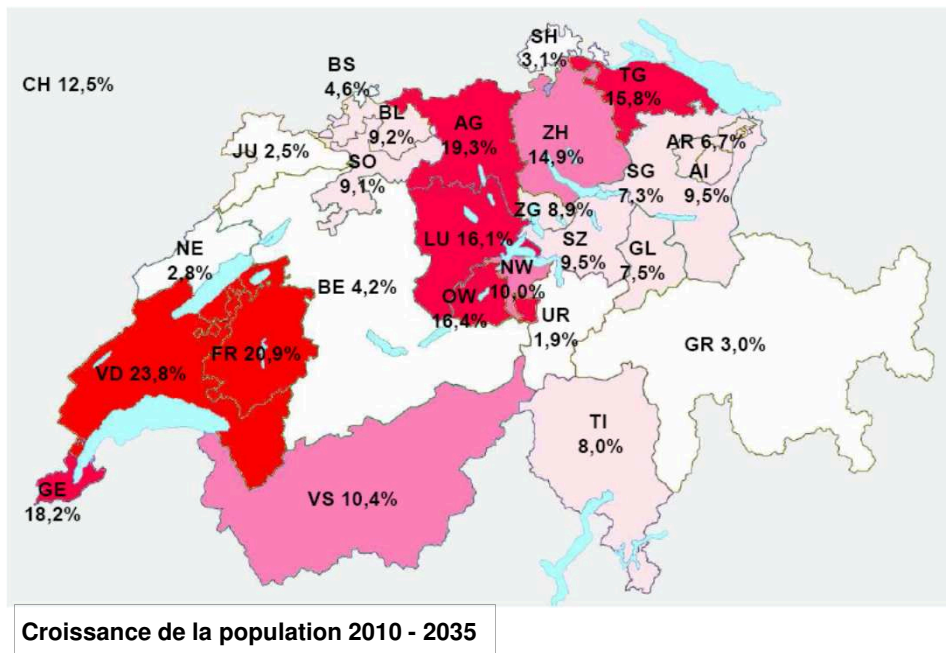 SH
3,1%
BS
4,6%
TG
15,8%
CH 12,5%
BL
9,2%
AG
19,3%
ZH
14,9%
AR 6,7%
JU 2,5%
SO
9,1%
SG
7,3%
AI
9,5%
ZG 8,9%
LU 16,1%
SZ
9,5%
NE
2,8%
GL
7,5%
NW
10,0%
BE 4,2%
OW
16,4%
UR
1,9%
FR 20,9%
GR 3,0%
VD 23,8%
TI
8,0%
GE
18,2%
VS 10,4%
Croissance de la population 2010 - 2035